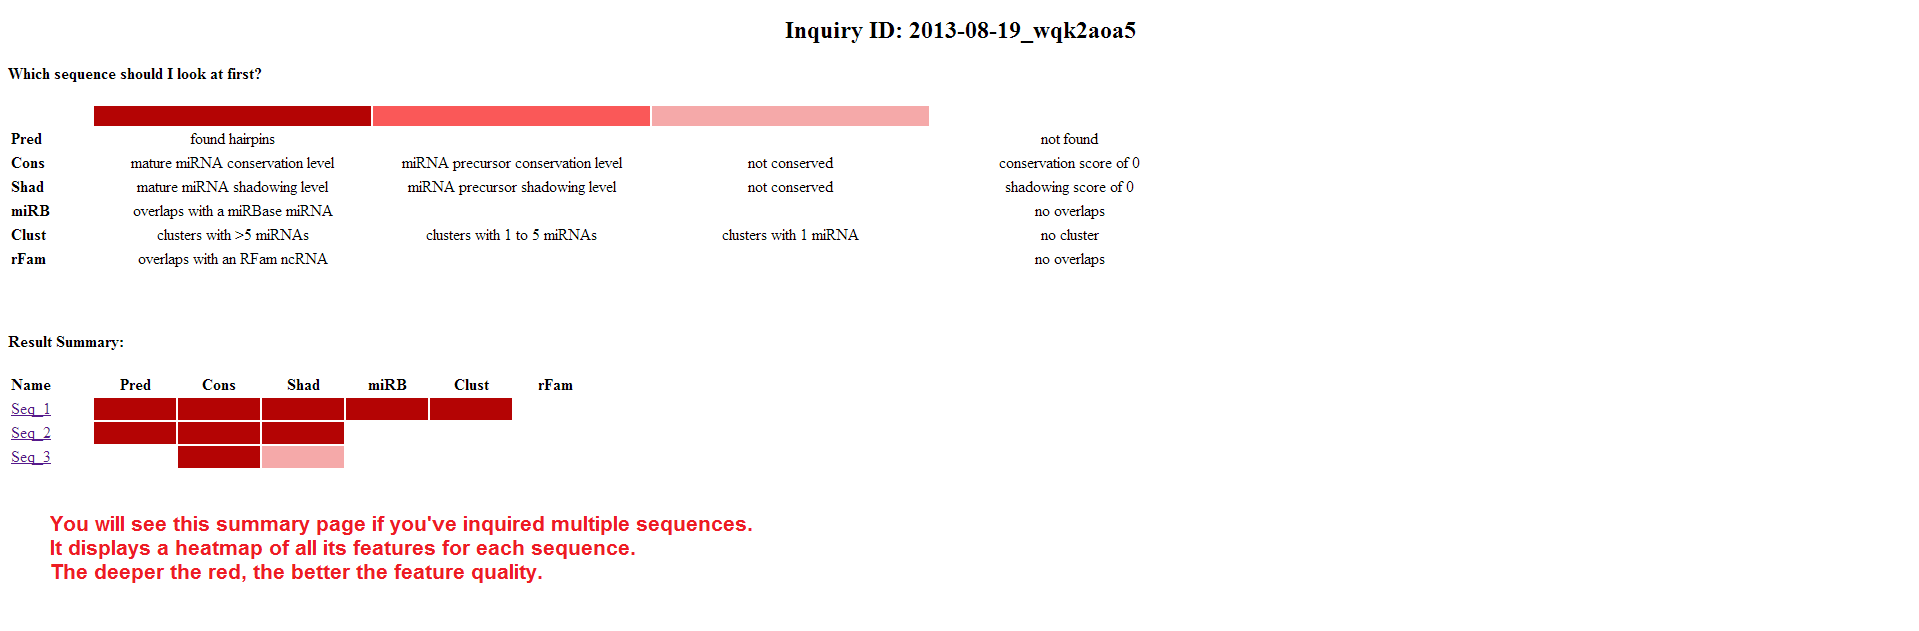 Inquiry ID: 2013-08-19_wqk2aoa5
Which sequence should I look at first?
Pred found hairpins not found
Cons mature miRNA conservation level miRNA precursor conservation level not conserved conservation score of 0
Shad mature miRNA shadowing level miRNA precursor shadowing level not conserved shadowing score of 0
miRB overlaps with a miRBase miRNA no overlaps
Clust clusters with >5 miRNAs clusters with 1 to 5 miRNAs clusters with 1 miRNA no cluster
rFam overlaps with an RFam ncRNA no overlaps
Result Summary:
Name Pred Cons Shad miRB Clust rFam
Seq_1
Seq_2
Seq_3
You will see this summary page if you've inquired multiple sequences.
It displays a heatmap of all its features for each sequence.
The deeper the red, the better the feature quality.